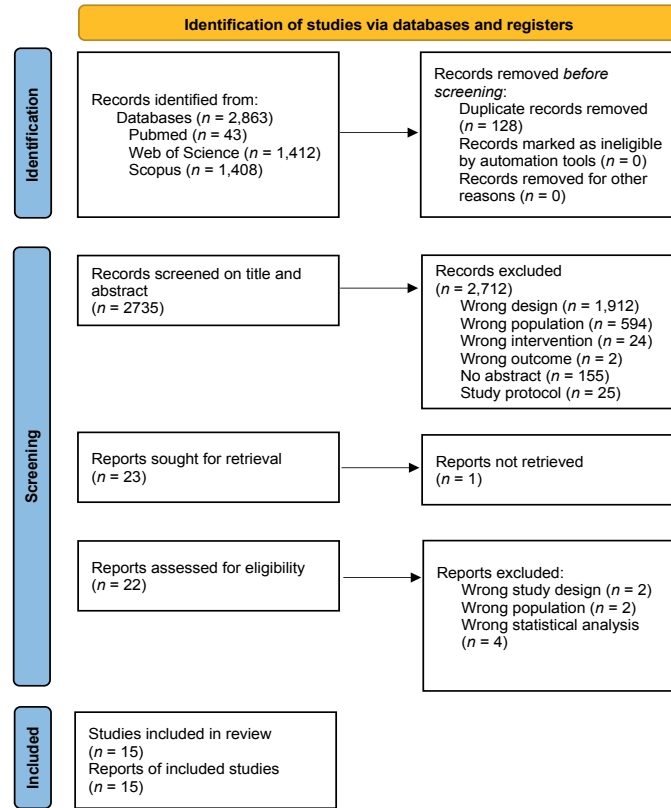 Identification of studies via databases and registers
Identification
Records identified from:
Databases (n = 2,863)
Pubmed (n = 43)
Web of Science (n = 1,412)
Scopus (n = 1,408)
Records removed before
screening:
Duplicate records removed
(n = 128)
Records marked as ineligible
by automation tools (n = 0)
Records removed for other
reasons (n = 0)
Screening
Records screened on title and
abstract
(n = 2735)
Records excluded
(n = 2,712)
Wrong design (n = 1,912)
Wrong population (n = 594)
Wrong intervention (n = 24)
Wrong outcome (n = 2)
No abstract (n = 155)
Study protocol (n = 25)
Reports sought for retrieval
(n = 23)
Reports not retrieved
(n = 1)
Reports assessed for eligibility
(n = 22)
Reports excluded:
Wrong study design (n = 2)
Wrong population (n = 2)
Wrong statistical analysis
(n = 4)
Included
Studies included in review
(n = 15)
Reports of included studies
(n = 15)